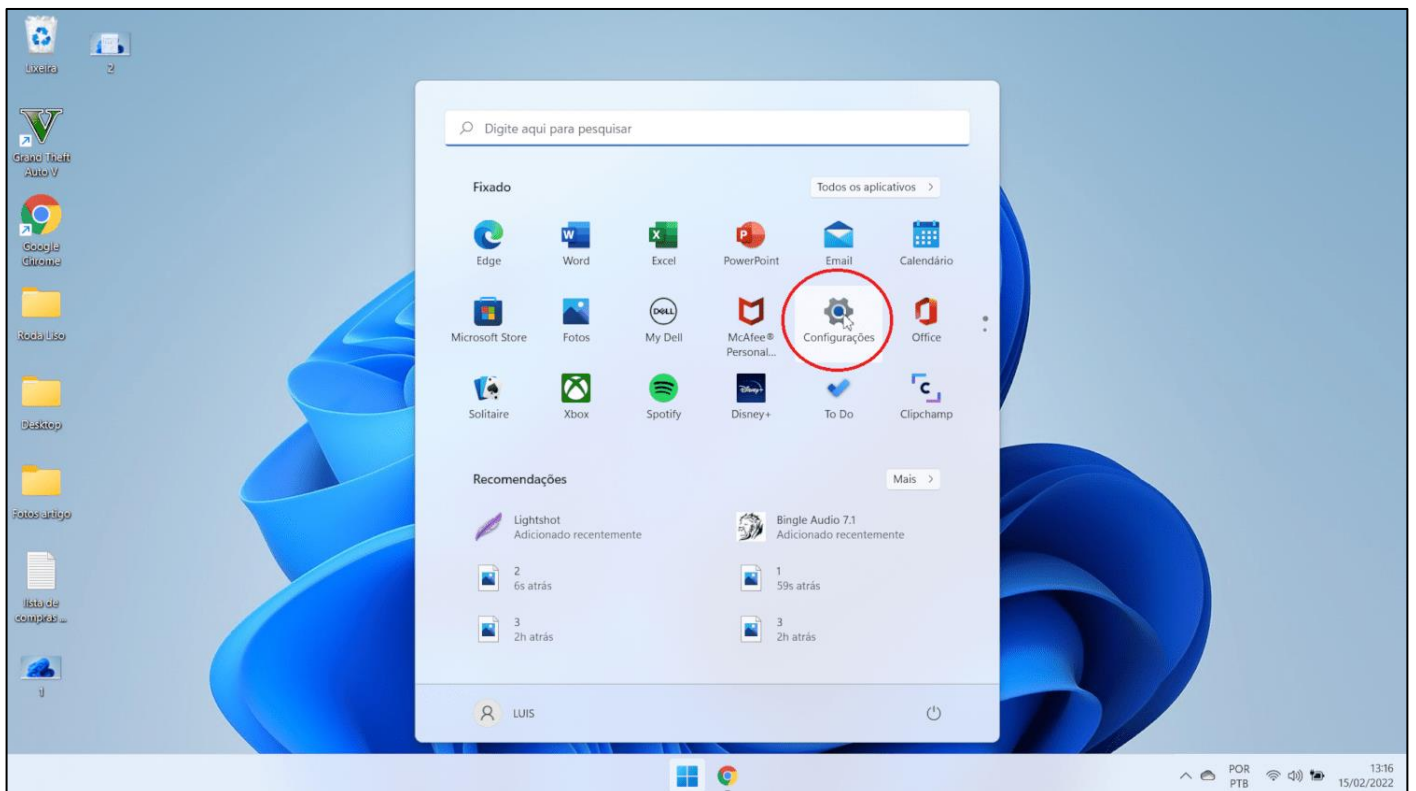 Lixeira
2
Grand Theft
Auto V
Google
Chrome
Roda Liso
Desktop
Fotos artigo
lista de
compras ...
1
Digite aqui para pesquisar
Fixado
Todos os aplicativos >
Edge
Word
Excel
PowerPoint
Email
Calendário
Microsoft Store
Fotos
DELL
My Dell
McAfee®
Personal...
Configurações
Office
Solitaire
Xbox
Spotify
Disney+
Disney+
To Do
Clipchamp
Recomendações
Mais >
Lightshot
Adicionado recentemente
Bingle Audio 7.1
Adicionado recentemente
2
6s atrás
1
59s atrás
3
2h atrás
3
2h atrás
LUIS
POR
PTB
13:16
15/02/2022